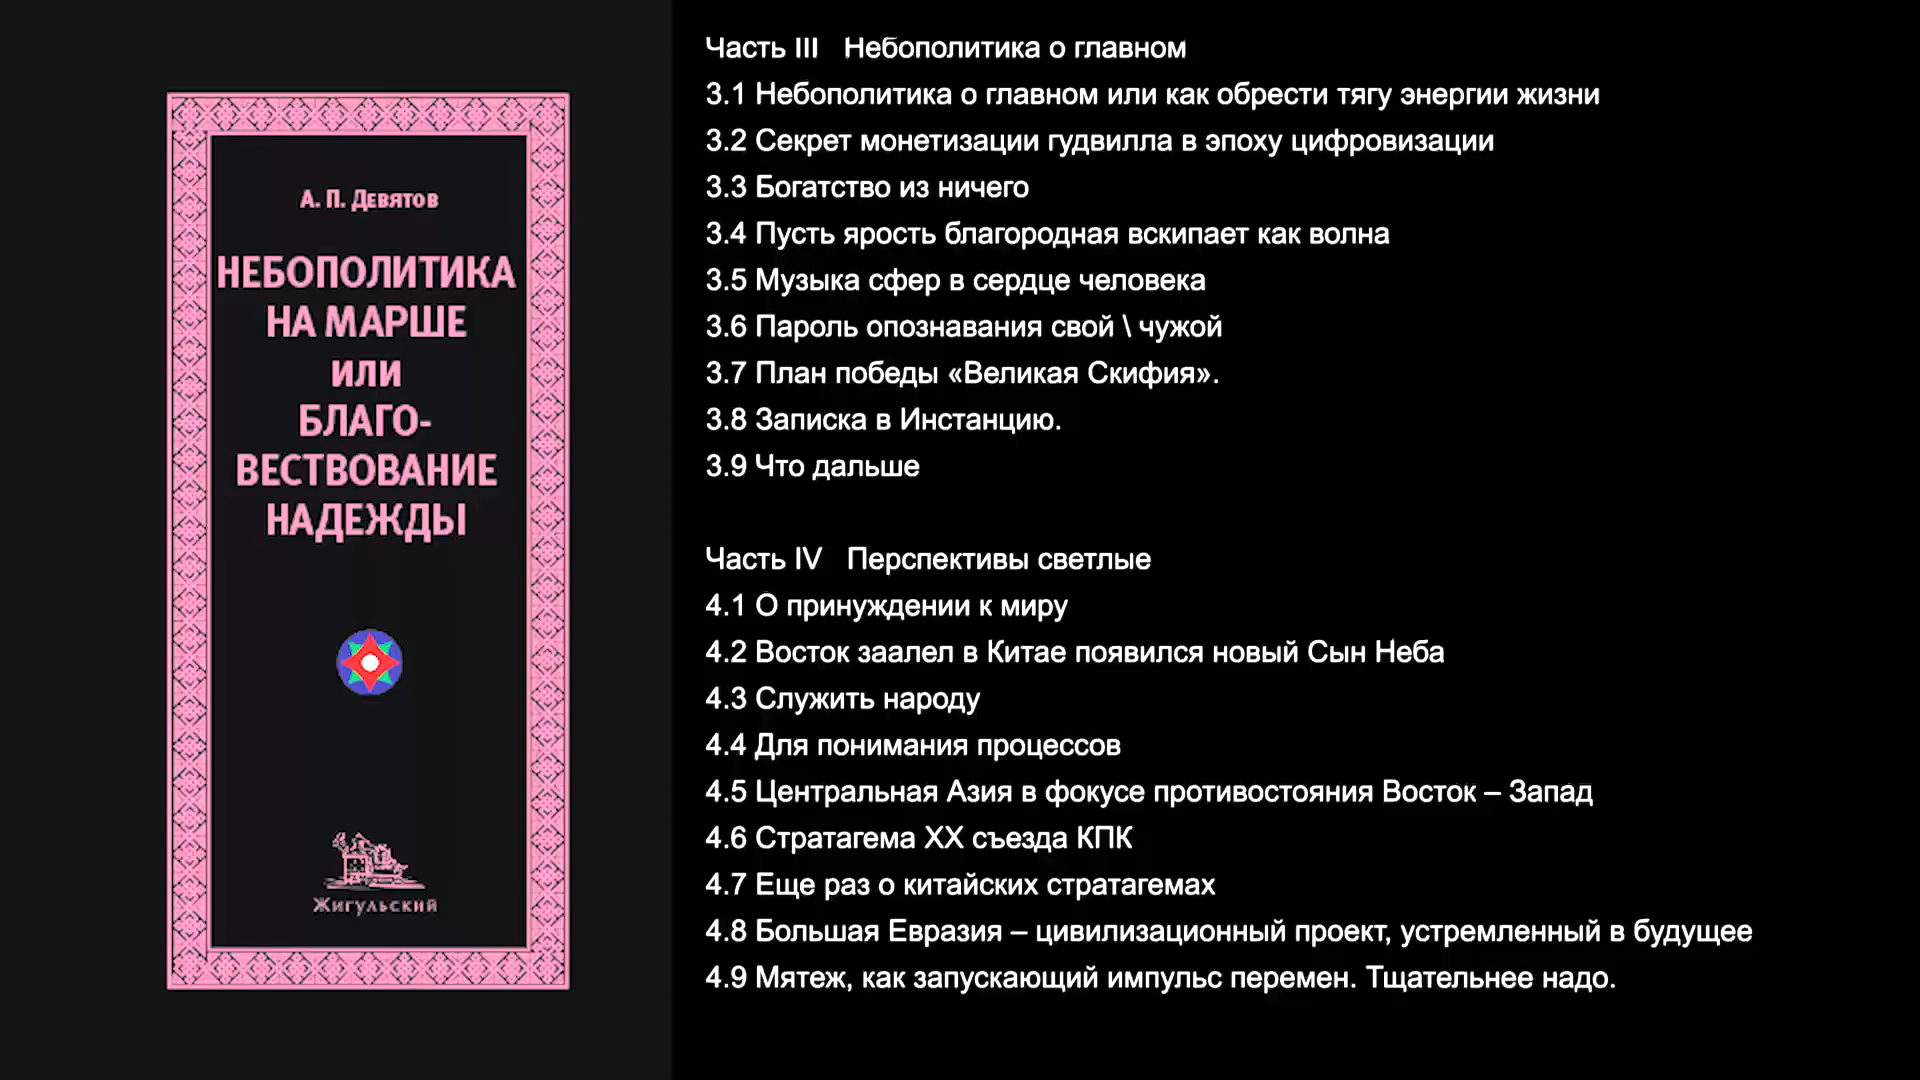 А. П. Девятов
НЕБОПОЛИТИКА
НА МАРШЕ
ИЛИ
БЛАГО-
ВЕСТВОВАНИЕ
НАДЕЖДЫ
Жигульский
Часть III Небополитика о главном
3.1 Небополитика о главном или как обрести тягу энергии жизни
3.2 Секрет монетизации гудвилла в эпоху цифровизации
3.3 Богатство из ничего
3.4 Пусть ярость благородная вскипает как волна
3.5 Музыка сфер в сердце человека
3.6 Пароль опознавания свой \ чужой
3.7 План победы «Великая Скифия».
3.8 Записка в Инстанцию.
3.9 Что дальше
Часть IV Перспективы светлые
4.1 О принуждении к миру
4.2 Восток заалел в Китае появился новый Сын Неба
4.3 Служить народу
4.4 Для понимания процессов
4.5 Центральная Азия в фокусе противостояния Восток – Запад
4.6 Стратагема XX съезда КПК
4.7 Еще раз о китайских стратагемах
4.8 Большая Евразия – цивилизационный проект, устремленный в будущее
4.9 Мятеж, как запускающий импульс перемен. Тщательнее надо.